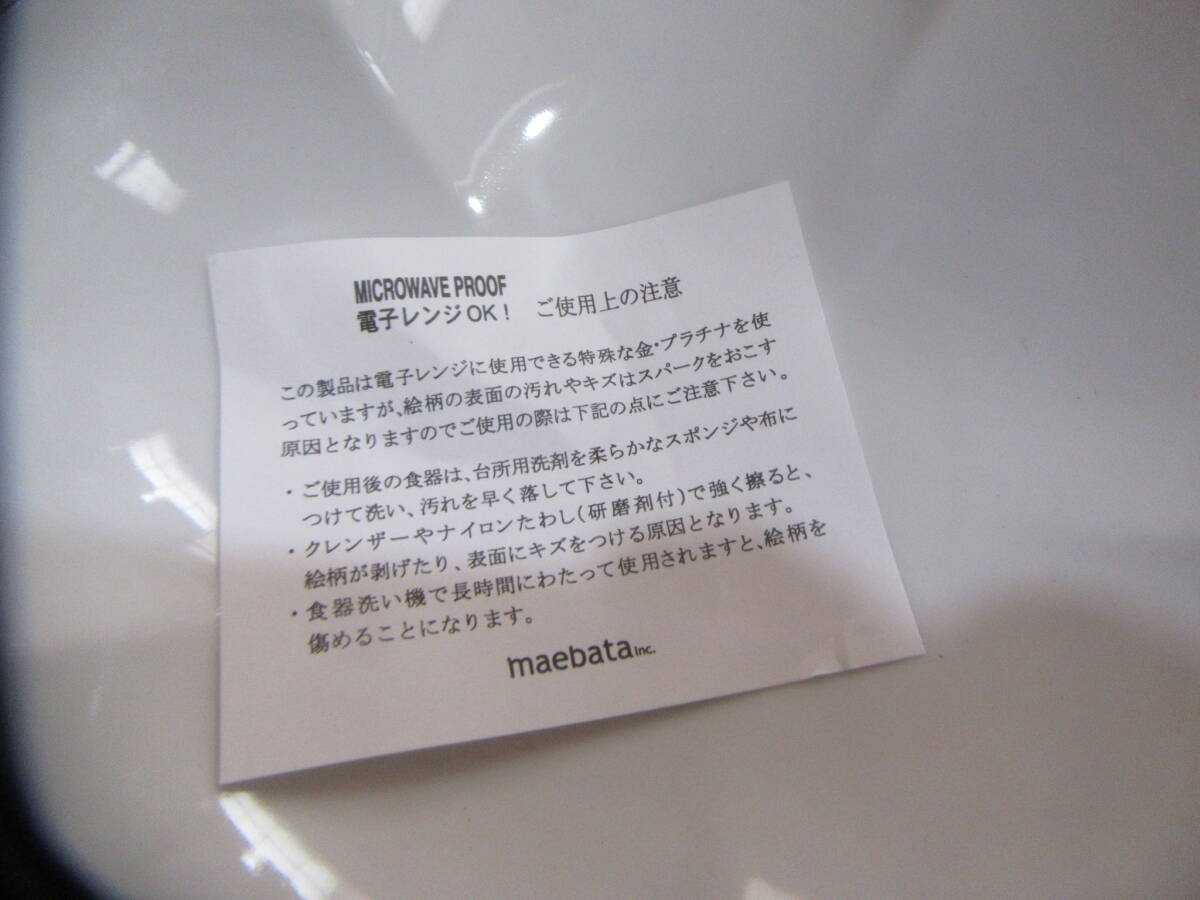 MICROWAVE PROOF
電子レンジOK! ご使用上の注意
この製品は電子レンジに使用できる特殊な金・プラチナを使
っていますが、絵柄の表面の汚れやキズはスパークをおこす
原因となりますのでご使用の際は下記の点にご注意下さい。
・ご使用後の食器は、台所用洗剤を柔らかなスポンジや布に
つけて洗い、汚れを早く落して下さい。
・クレンザーやナイロンたわし(研磨剤付)で強く擦ると、
絵柄が剥げたり、表面にキズをつける原因となります。
・食器洗い機で長時間にわたって使用されますと、絵柄を
傷めることになります。
maebata inc.